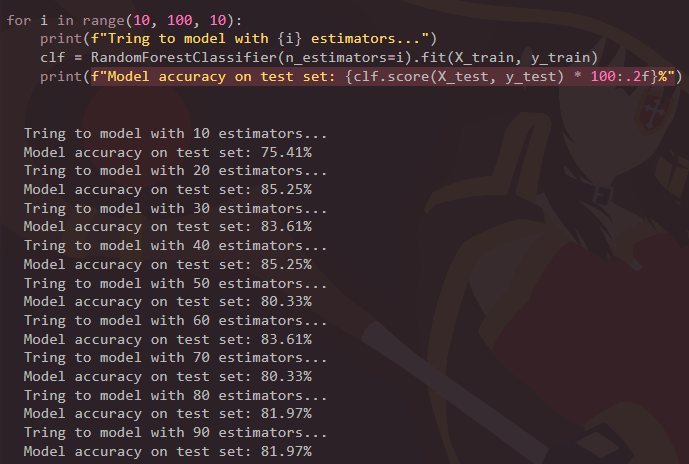 for i in range(10, 100, 10):
    print(f"Tring to model with {i} estimators...")
    clf = RandomForestClassifier(n_estimators=i).fit(X_train, y_train)
    print(f"Model accuracy on test set: {clf.score(X_test, y_test) * 100:.2f}%")
Tring to model with 10 estimators...
Model accuracy on test set: 75.41%
Tring to model with 20 estimators...
Model accuracy on test set: 85.25%
Tring to model with 30 estimators...
Model accuracy on test set: 83.61%
Tring to model with 40 estimators...
Model accuracy on test set: 85.25%
Tring to model with 50 estimators...
Model accuracy on test set: 80.33%
Tring to model with 60 estimators...
Model accuracy on test set: 83.61%
Tring to model with 70 estimators...
Model accuracy on test set: 80.33%
Tring to model with 80 estimators...
Model accuracy on test set: 81.97%
Tring to model with 90 estimators...
Model accuracy on test set: 81.97%